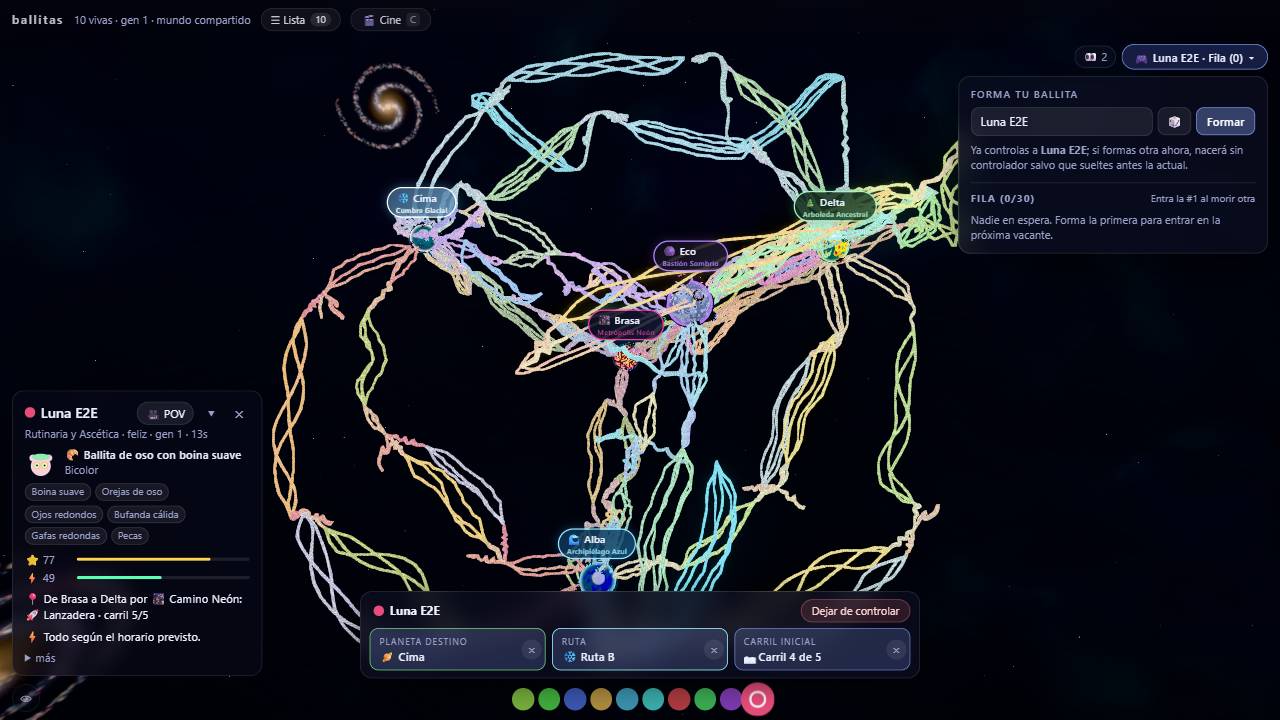 ballitas 10 vivas · gen 1 · mundo compartido Lista 10 Cine C
2 Luna E2E · Fila (0)
FORMA TU BALLITA
Luna E2E Formar
Ya controlas a Luna E2E; si formas otra ahora, nacerá sin
controlador salvo que sueltes antes la actual.
FILA (0/30) Entra la #1 al morir otra
Nadie en espera. Forma la primera para entrar en la
próxima vacante.
Cima
Cumbre Glacial
Delta
Arboleda Ancestral
Eco
Bastión Sombrío
Brasa
Metrópolis Neón
Alba
Archipiélago Azul
Luna E2E POV
Rutinaria y Ascética · feliz · gen 1 · 13s
Ballita de oso con boina suave
Bicolor
Boina suave Orejas de oso
Ojos redondos Bufanda cálida
Gafas redondas Pecas
77
49
De Brasa a Delta por Camino Neón:
Lanzadera · carril 5/5
Todo según el horario previsto.
más
Luna E2E Dejar de controlar
PLANETA DESTINO RUTA CARRIL INICIAL
Cima Ruta B Carril 4 de 5